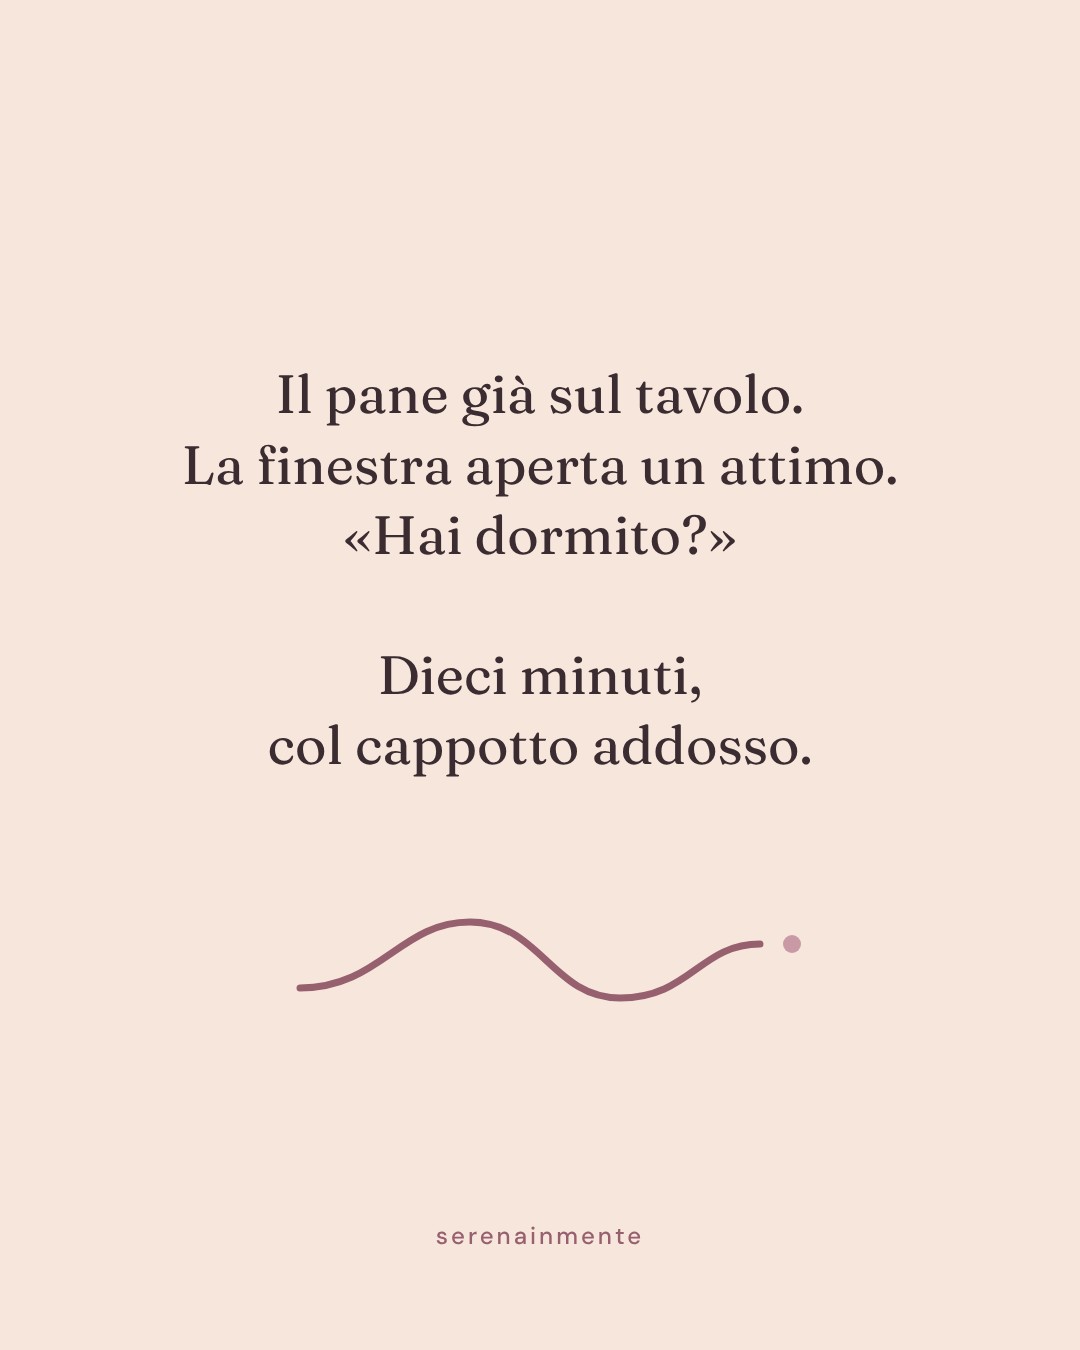 Il pane già sul tavolo.
La finestra aperta un attimo.
«Hai dormito?»
Dieci minuti,
col cappotto addosso.
serenainmente